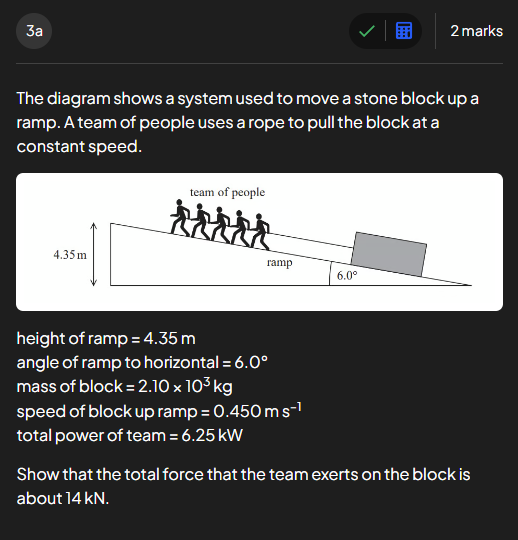 3a
2 marks
The diagram shows a system used to move a stone block up a
ramp. A team of people uses a rope to pull the block at a
constant speed.
team of people
4.35 m
ramp
6.0°
height of ramp = 4.35 m
angle of ramp to horizontal = 6.0°
mass of block = 2.10 × 10³ kg
speed of block up ramp = 0.450 m s⁻¹
total power of team = 6.25 kW
Show that the total force that the team exerts on the block is
about 14 kN.